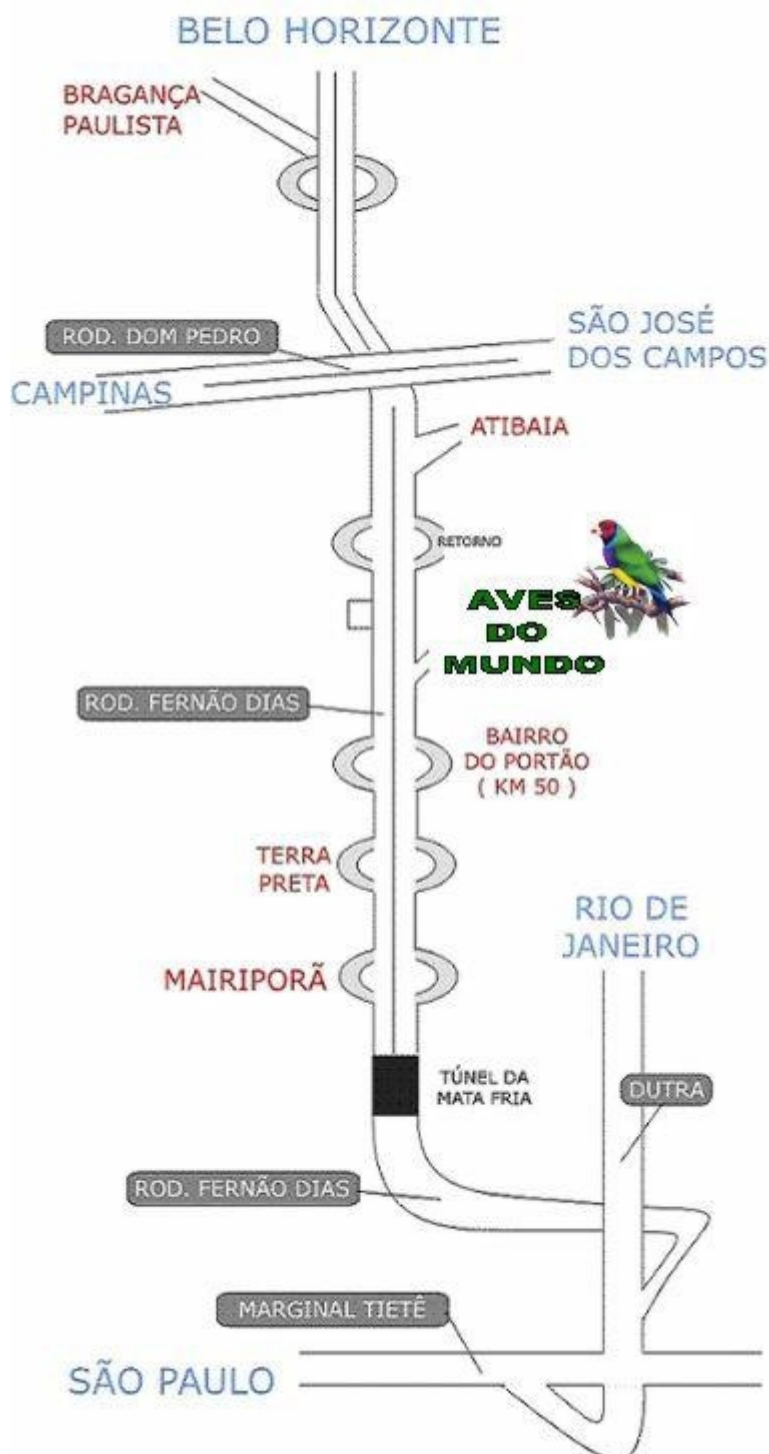 BELO HORIZONTE
BRAGANÇA
PAULISTA
ROD. DOM PEDRO
SÃO JOSÉ
DOS CAMPOS
CAMPINAS
ATIBAIA
RETORNO
AVES
DO
MUNDO
ROD. FERNÃO DIAS
BAIRRO
DO PORTÃO
( KM 50 )
TERRA
PRETA
RIO DE
JANEIRO
MAIRIPORÃ
TÚNEL DA
MATA FRIA
DUTRA
ROD. FERNÃO DIAS
MARGINAL TIETÊ
SÃO PAULO